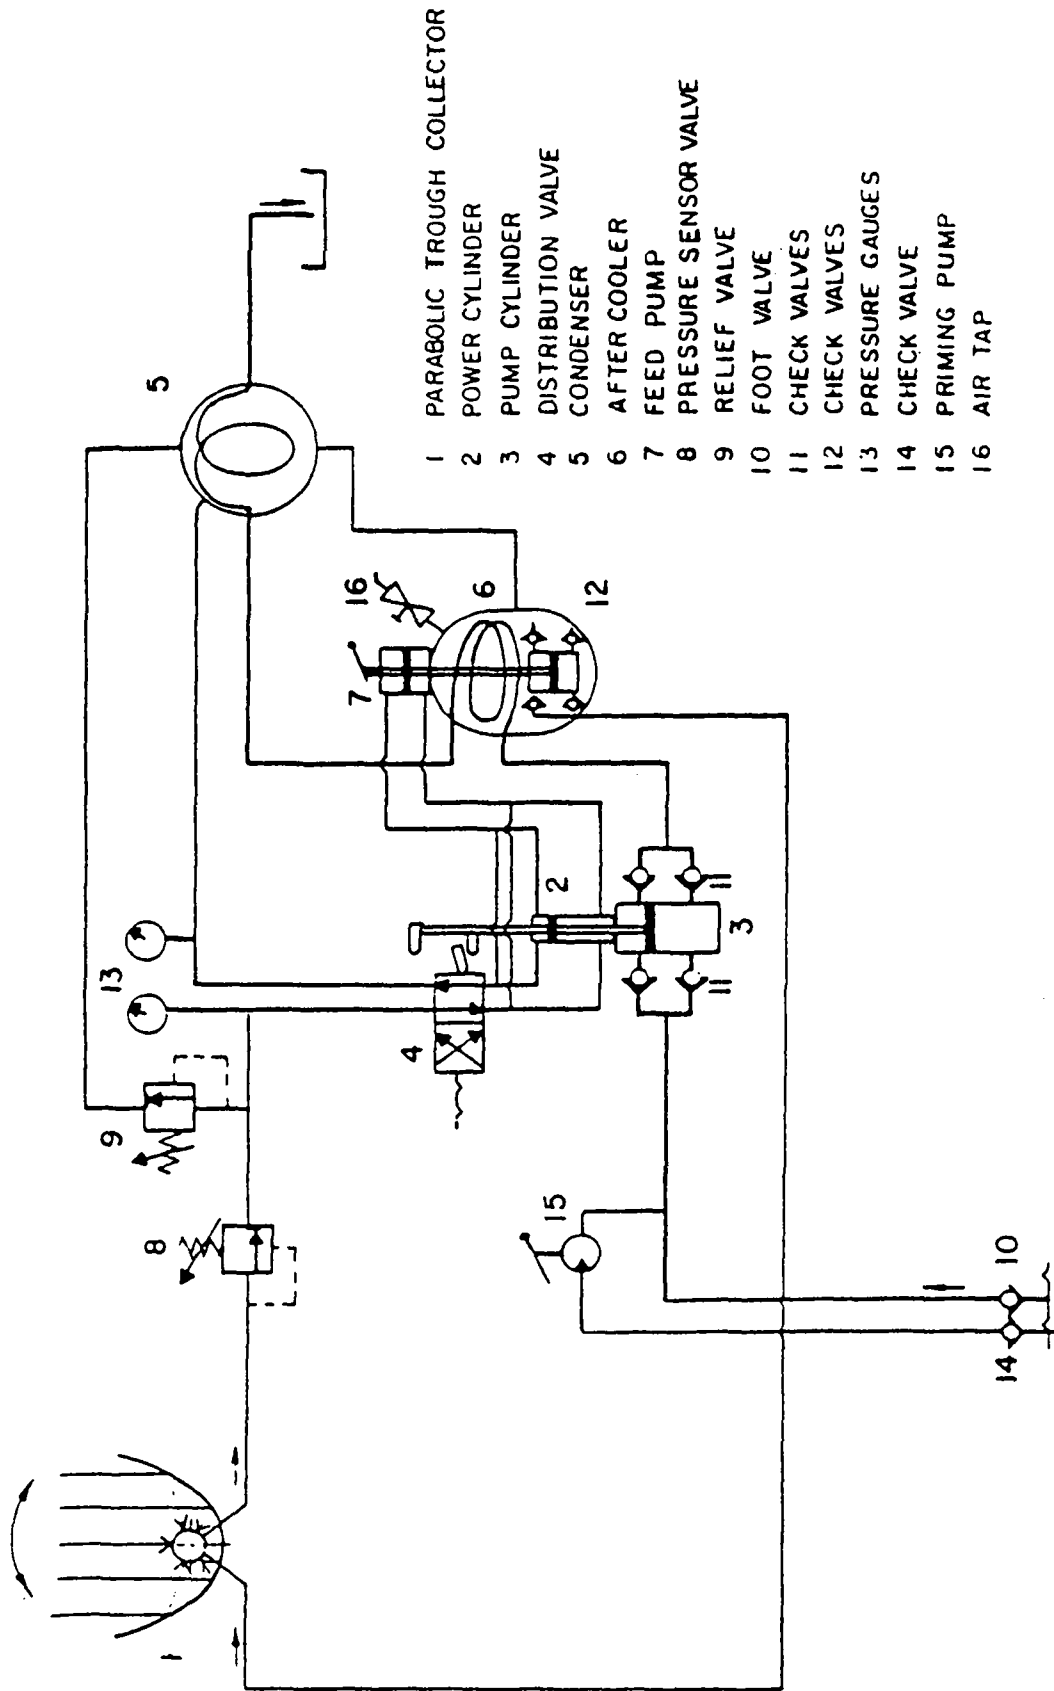 1 PARABOLIC TROUGH COLLECTOR
2 POWER CYLINDER
3 PUMP CYLINDER
4 DISTRIBUTION VALVE
5 CONDENSER
6 AFTER COOLER
7 FEED PUMP
8 PRESSURE SENSOR VALVE
9 RELIEF VALVE
10 FOOT VALVE
11 CHECK VALVES
12 CHECK VALVES
13 PRESSURE GAUGES
14 CHECK VALVE
15 PRIMING PUMP
16 AIR TAP
1
8
9
13
5
16
7
6
12
4
2
11
11
3
15
10
14